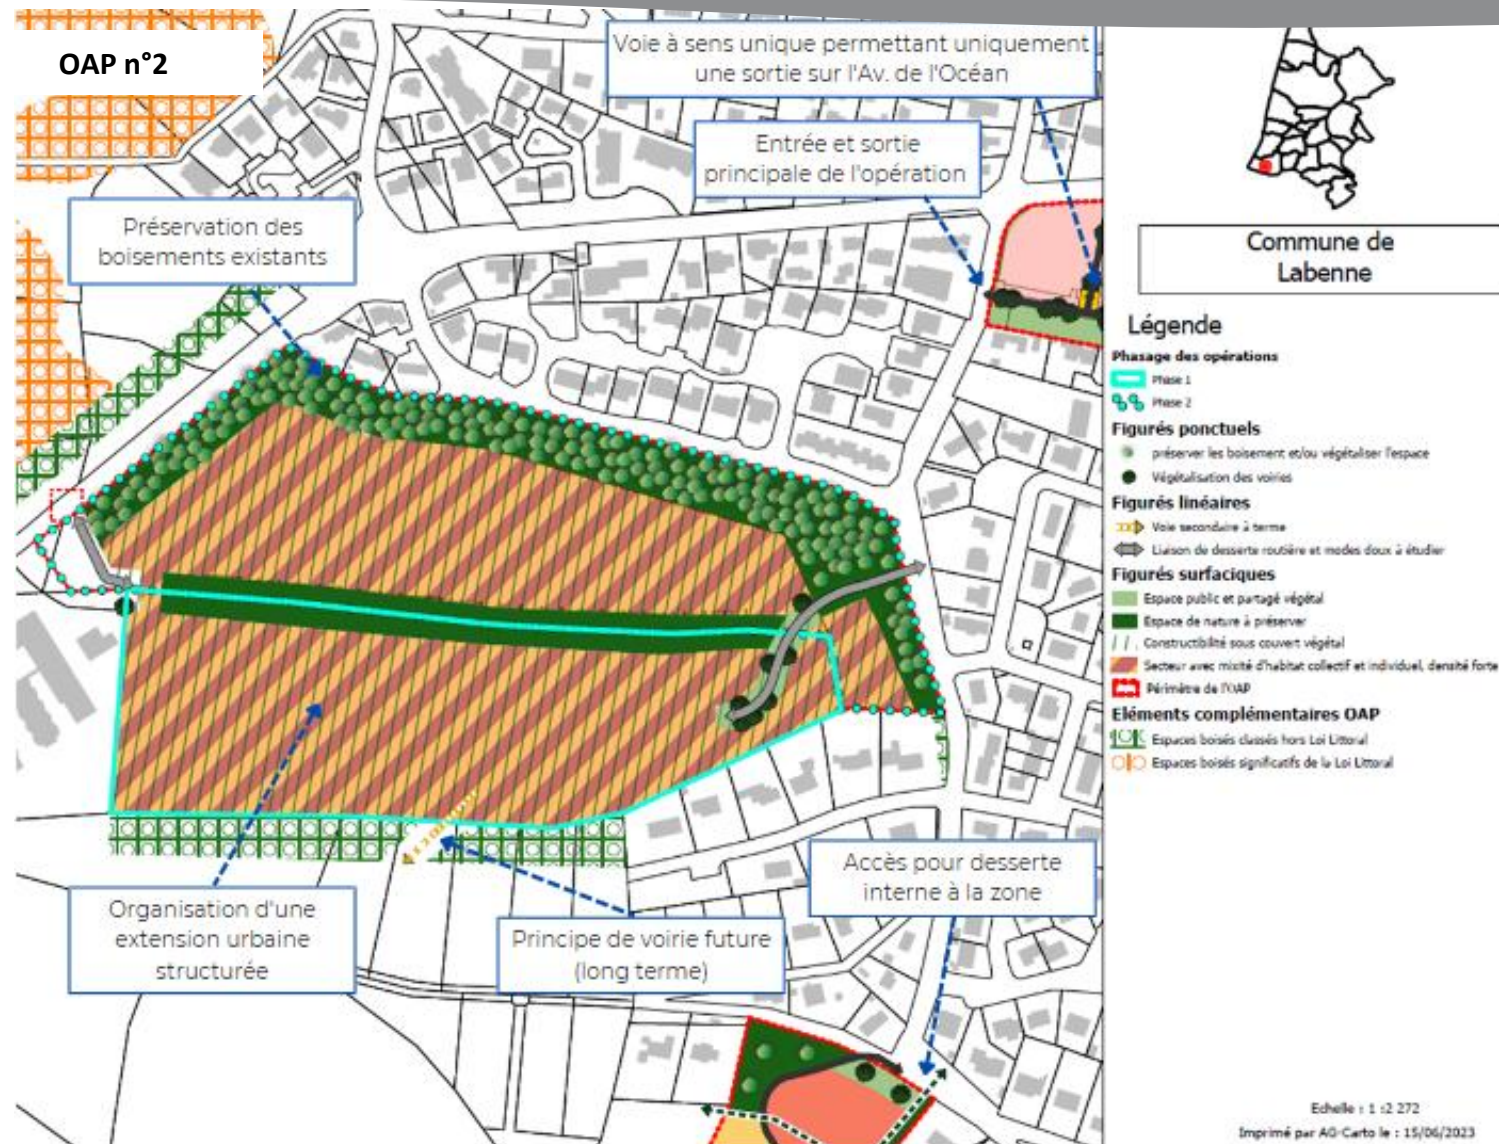 OAP n°2
Voie à sens unique permettant uniquement
une sortie sur l'Av. de l'Océan
Entrée et sortie
principale de l'opération
Préservation des
boisements existants
Organisation d'une
extension urbaine
structurée
Principe de voirie future
(long terme)
Accès pour desserte
interne à la zone
Commune de
Labenne
Légende
Phasage des opérations
Phase 1
Phase 2
Figurés ponctuels
préserver les boisement et/ou végétaliser l'espace
Végétalisation des voiries
Figurés linéaires
Voie secondaire à terme
Liaison de desserte routière et modes doux à étudier
Figurés surfaciques
Espace public et partagé végétal
Espace de nature à préserver
Constructibilité sous couvert végétal
Secteur avec mixité d'habitat collectif et individuel, densité forte
Périmètre de l'OAP
Eléments complémentaires OAP
Espaces boisés classés hors Loi Littoral
Espaces boisés significatifs de la Loi Littoral
Echelle : 1 :2 272
Imprimé par AG-Carto le : 15/06/2023